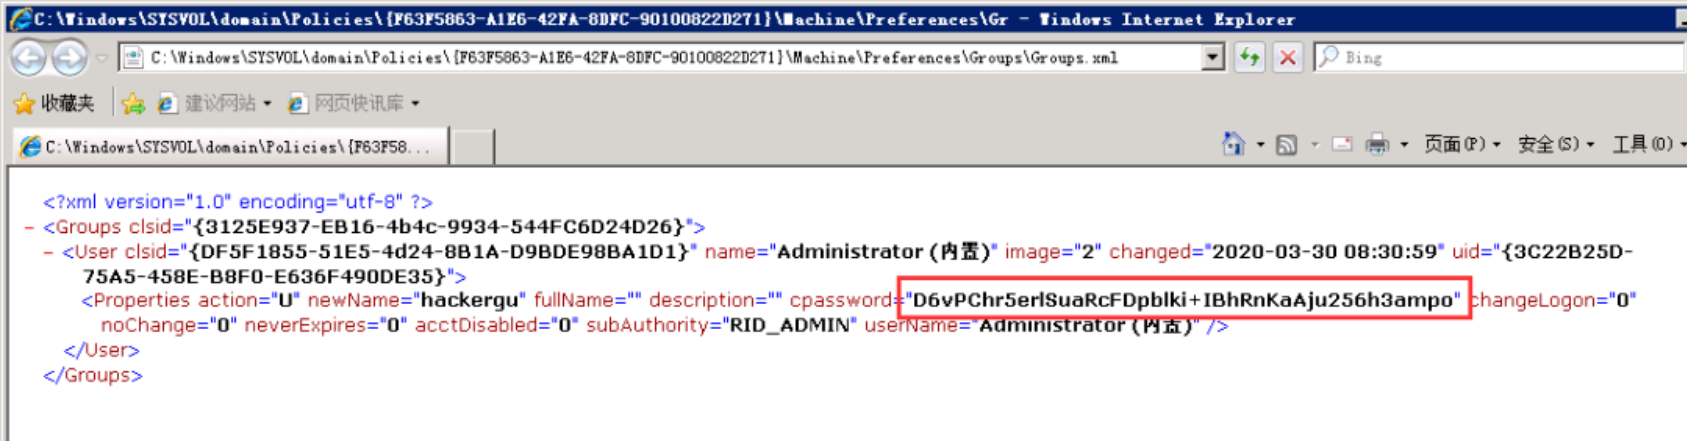 C:\Windows\SYSVOL\domain\Policies\{F63F5863-A1E6-42FA-8DFC-90100822D271}\Machine\Preferences\Gr - Windows Internet Explorer
C:\Windows\SYSVOL\domain\Policies\{F63F5863-A1E6-42FA-8DFC-90100822D271}\Machine\Preferences\Groups\Groups.xml
Bing
收藏夹 建议网站 网页快讯库
C:\Windows\SYSVOL\domain\Policies\{F63F58...
页面(P) 安全(S) 工具(O)
<?xml version="1.0" encoding="utf-8" ?>
- <Groups clsid="{3125E937-EB16-4b4c-9934-544FC6D24D26}">
- <User clsid="{DF5F1855-51E5-4d24-8B1A-D9BDE98BA1D1}" name="Administrator (内置)" image="2" changed="2020-03-30 08:30:59" uid="{3C22B25D-
75A5-458E-B8F0-E636F490DE35}">
<Properties action="U" newName="hackergu" fullName="" description="" cpassword="D6vPChr5erlSuaRcFDpblki+IBhRnKaAju256h3ampo" changeLogon="0"
noChange="0" neverExpires="0" acctDisabled="0" subAuthority="RID_ADMIN" userName="Administrator (内置)" />
</User>
</Groups>